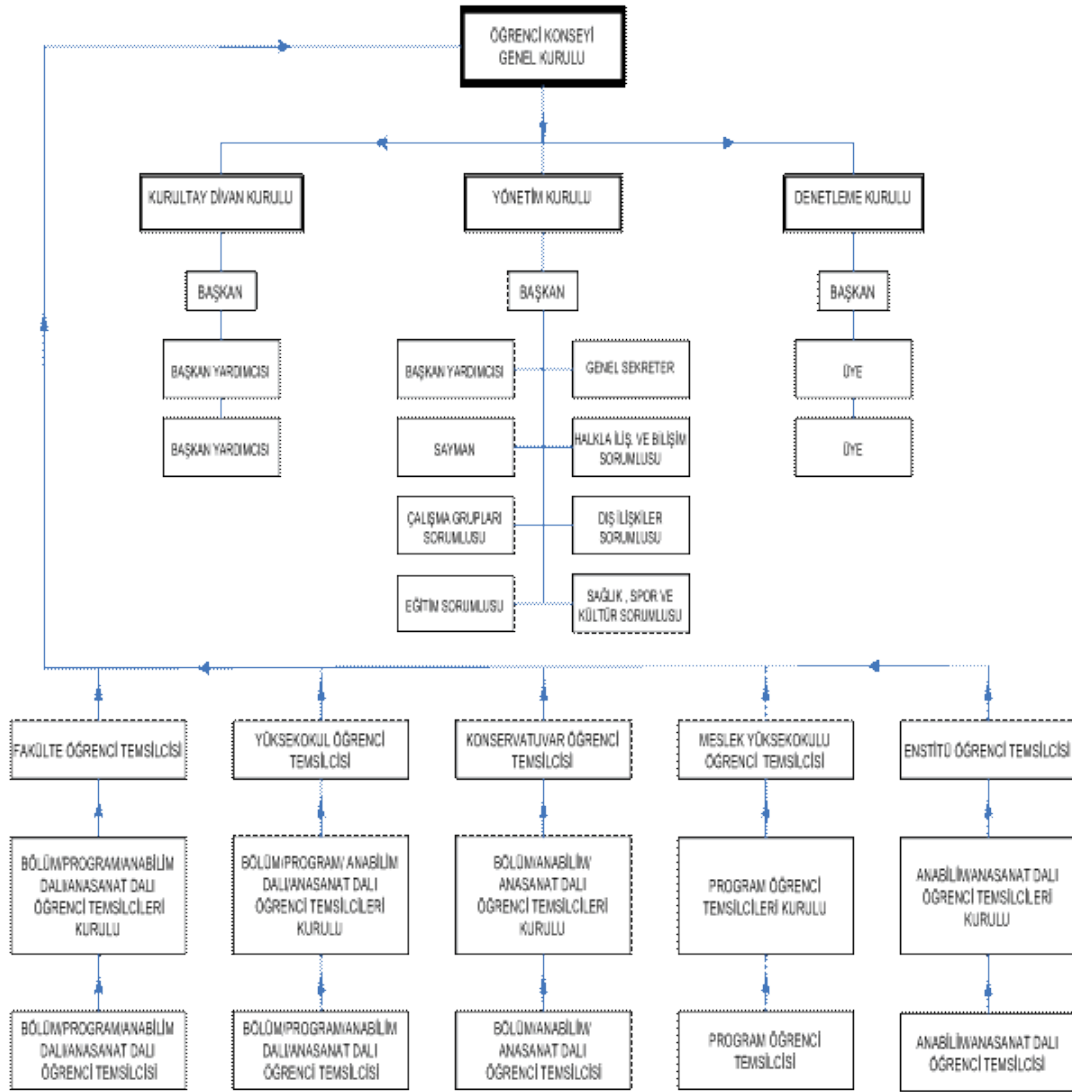 ÖĞRENCİ KONSEYİ
GENEL KURULU
KURULTAY DİVAN KURULU
YÖNETİM KURULU
DENETLEME KURULU
BAŞKAN
BAŞKAN
BAŞKAN
BAŞKAN YARDIMCISI
BAŞKAN YARDIMCISI
GENEL SEKRETER
ÜYE
BAŞKAN YARDIMCISI
SAYMAN
HALKLA İLİŞ. VE BİLİŞİM
SORUMLUSU
ÜYE
ÇALIŞMA GRUPLARI
SORUMLUSU
DIŞ İLİŞKİLER
SORUMLUSU
EĞİTİM SORUMLUSU
SAĞLIK , SPOR VE
KÜLTÜR SORUMLUSU
FAKÜLTE ÖĞRENCİ TEMSİLCİSİ
YÜKSEKOKUL ÖĞRENCİ
TEMSİLCİSİ
KONSERVATUVAR ÖĞRENCİ
TEMSİLCİSİ
MESLEK YÜKSEKOKULU
ÖĞRENCİ TEMSİLCİSİ
ENSTİTÜ ÖĞRENCİ TEMSİLCİSİ
BÖLÜM/PROGRAM/ANABİLİM
DALI/ANASANAT DALI
ÖĞRENCİ TEMSİLCİLERİ
KURULU
BÖLÜM/PROGRAM/ ANABİLİM
DALI/ANASANAT DALI
ÖĞRENCİ TEMSİLCİLERİ
KURULU
BÖLÜM/ANABİLİM/
ANASANAT DALI
ÖĞRENCİ TEMSİLCİLERİ
KURULU
PROGRAM ÖĞRENCİ
TEMSİLCİLERİ KURULU
ANABİLİM/ANASANAT DALI
ÖĞRENCİ TEMSİLCİLERİ
KURULU
BÖLÜM/PROGRAM/ANABİLİM
DALI/ANASANAT DALI
ÖĞRENCİ TEMSİLCİSİ
BÖLÜM/PROGRAM/ANABİLİM
DALI/ANASANAT DALI
ÖĞRENCİ TEMSİLCİSİ
BÖLÜM/ANABİLİM/
ANASANAT DALI
ÖĞRENCİ TEMSİLCİSİ
PROGRAM ÖĞRENCİ
TEMSİLCİSİ
ANABİLİM/ANASANAT DALI
ÖĞRENCİ TEMSİLCİSİ